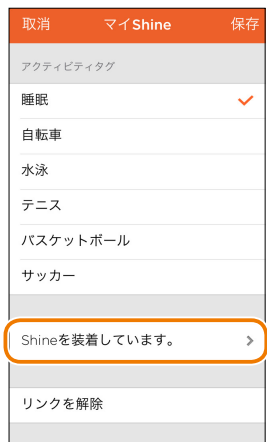 取消 マイShine 保存
アクティビティタグ
睡眠
自転車
水泳
テニス
バスケットボール
サッカー
Shineを装着しています。
リンクを解除